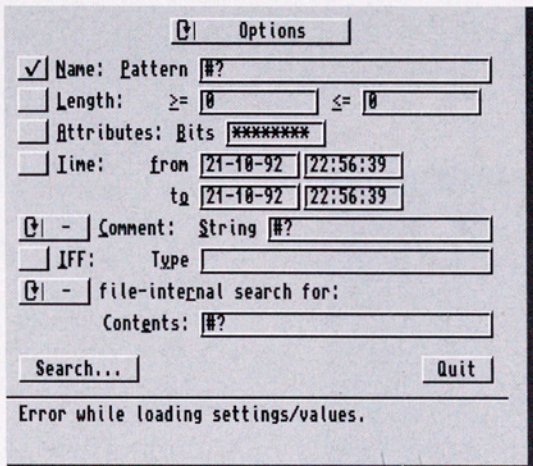 Options
Name: Pattern #?
Length: >= 0 <= 0
Attributes: Bits ********
Time: from 21-10-92 22:56:39
to 21-10-92 22:56:39
- Comment: String #?
IFF: Type
- file-internal search for:
Contents: #?
Search... Quit
Error while loading settings/values.